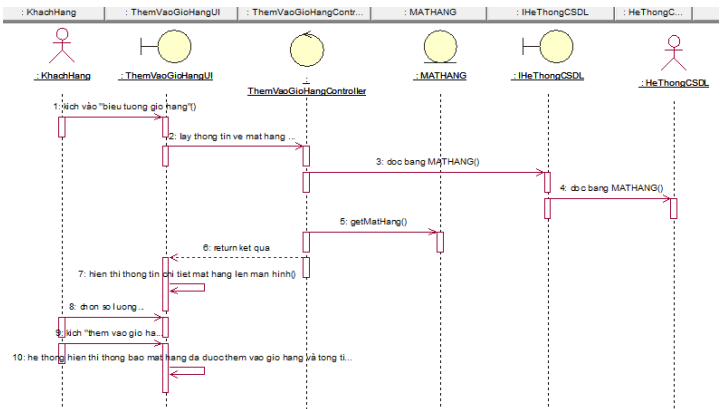 : KhachHang
: ThemVaoGioHangUI
: ThemVaoGioHangContr...
: MATHANG
: IHeThongCSDL
: HeThongC...
: KhachHang
: ThemVaoGioHangUI
:
ThemVaoGioHangController
: MATHANG
: IHeThongCSDL
: HeThongCSDL
1: kich vào "bieu tuong gio hang"()
2: lay thong tin ve mat hang ...
3: doc bang MATHANG()
4: doc bang MATHANG()
5: getMatHang()
6: return ket qua
7: hien thi thong tin chi tiet mat hang len man hinh()
8: chon so luong...
9: kich "them vao gio ha...
10: he thong hien thi thong bao mat hang da duocthem vao gio hang và tong ti...